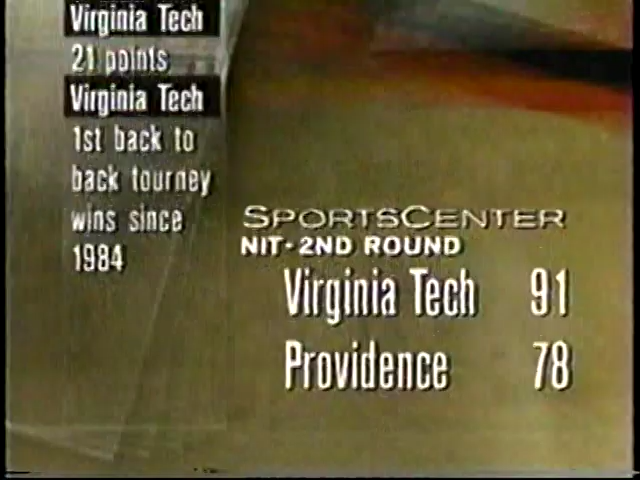 Virginia Tech
21 points
Virginia Tech
1st back to
back tourney
wins since
1984
SPORTSCENTER
NIT·2ND ROUND
Virginia Tech 91
Providence 78